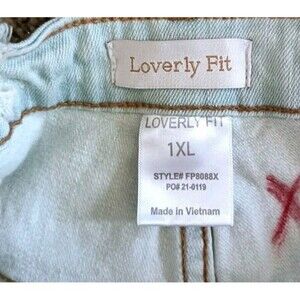 Loverly Fit
LOVERLY FIT
1XL
STYLE# FP8088X
PO# 21-0119
Made in Vietnam